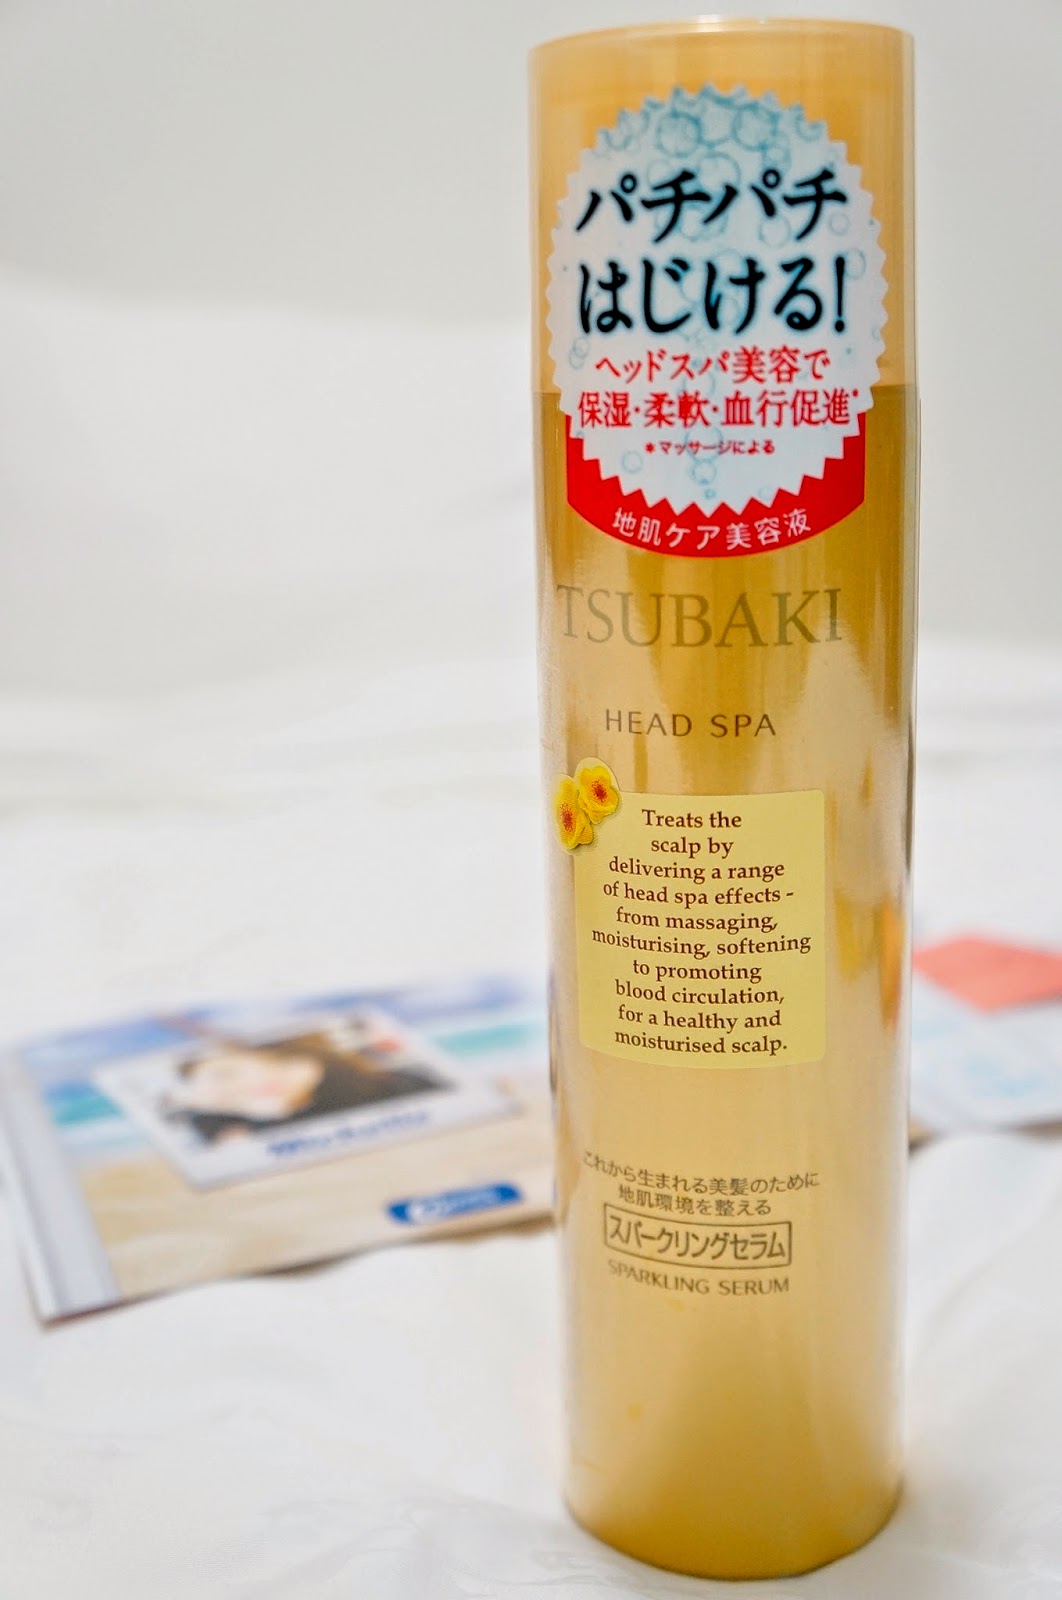 パチパチ
はじける!
ヘッドスパ美容で
保湿・柔軟・血行促進*
*マッサージによる
地肌ケア美容液
TSUBAKI
HEAD SPA
Treats the
scalp by
delivering a range
of head spa effects -
from massaging,
moisturising, softening
to promoting
blood circulation,
for a healthy and
moisturised scalp.
これから生まれる美髪のために
地肌環境を整える
スパークリングセラム
SPARKLING SERUM